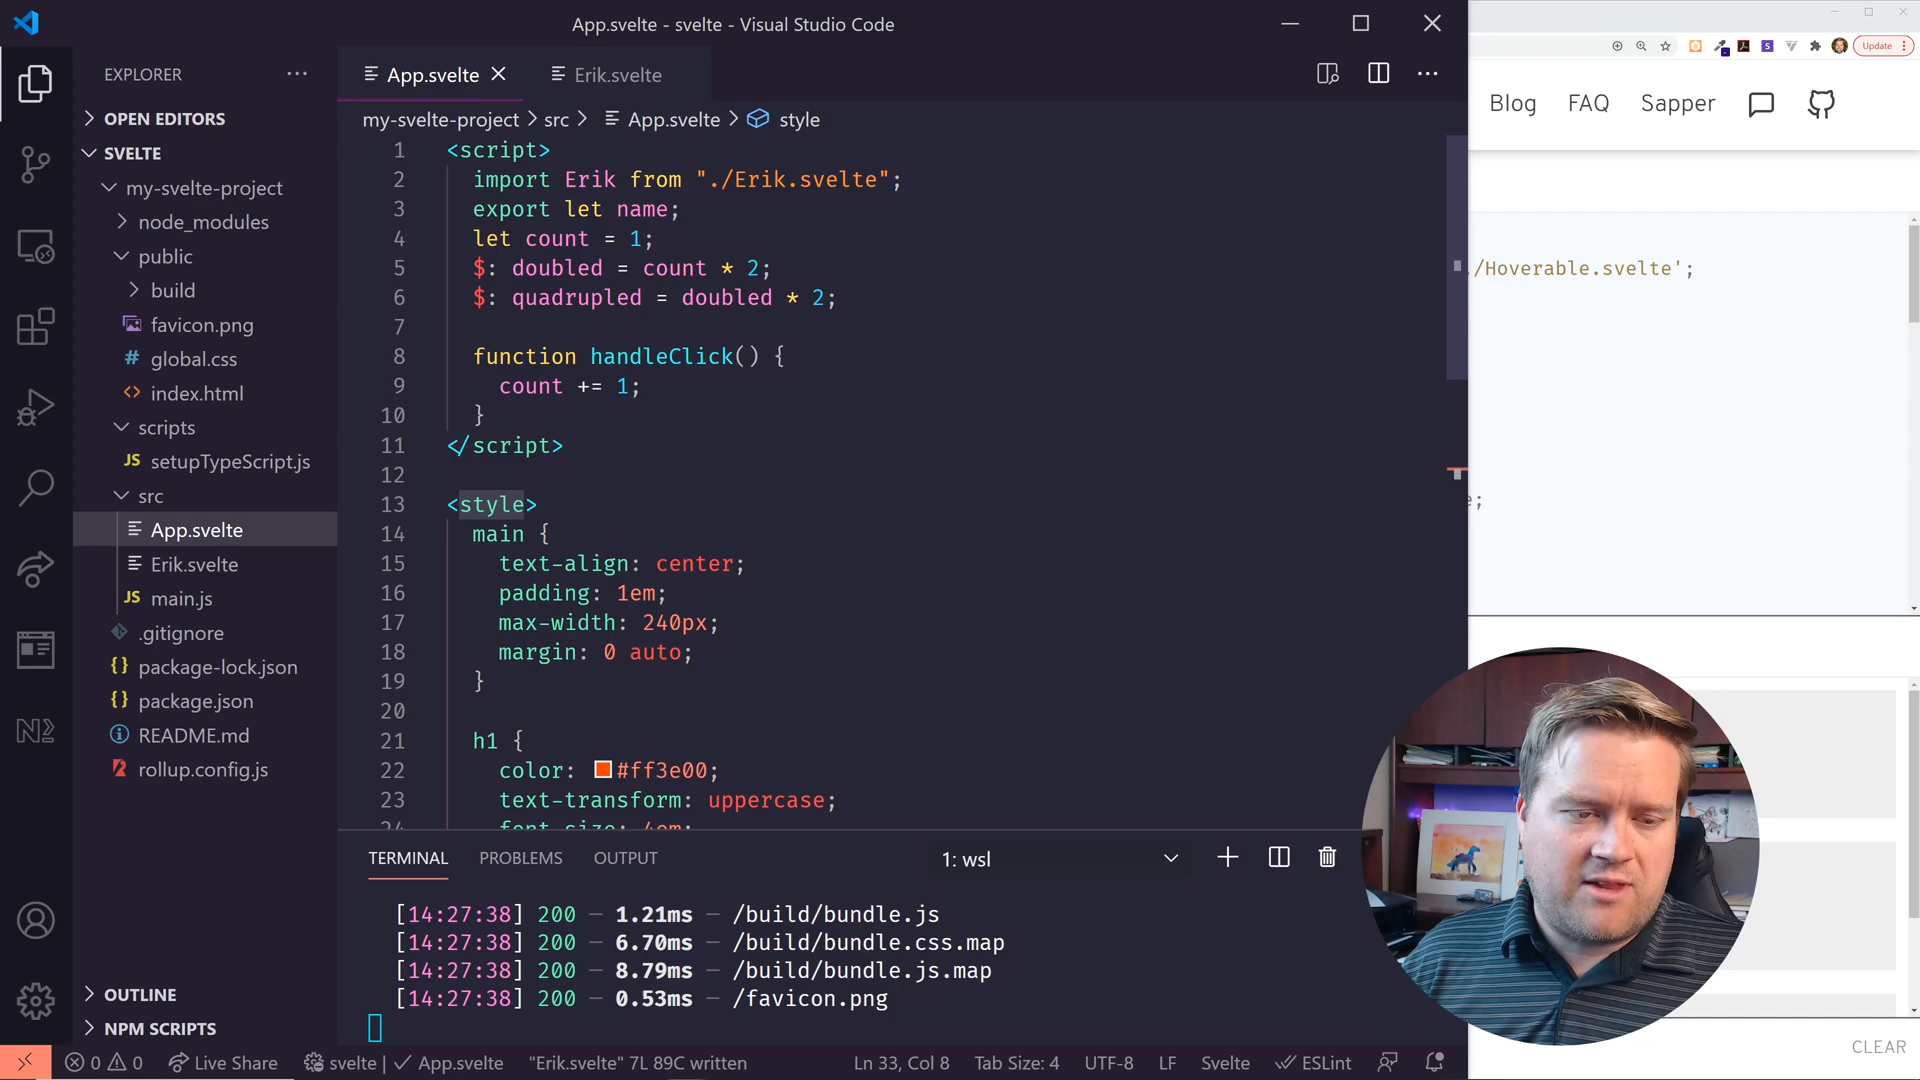 App.svelte - svelte - Visual Studio Code
EXPLORER
OPEN EDITORS
SVELTE
my-svelte-project
node_modules
public
build
favicon.png
# global.css
<> index.html
scripts
JS setupTypeScript.js
src
App.svelte
Erik.svelte
JS main.js
.gitignore
{} package-lock.json
{} package.json
README.md
rollup.config.js
OUTLINE
NPM SCRIPTS
App.svelte
Erik.svelte
my-svelte-project > src > App.svelte > style
1 <script>
2 import Erik from "./Erik.svelte";
3 export let name;
4 let count = 1;
5 $: doubled = count * 2;
6 $: quadrupled = doubled * 2;
7
8 function handleClick() {
9 count += 1;
10 }
11 </script>
12
13 <style>
14 main {
15 text-align: center;
16 padding: 1em;
17 max-width: 240px;
18 margin: 0 auto;
19 }
20
21 h1 {
22 color: #ff3e00;
23 text-transform: uppercase;
24 font-size: 4em;
TERMINAL PROBLEMS OUTPUT
1: wsl
[14:27:38] 200 — 1.21ms — /build/bundle.js
[14:27:38] 200 — 6.70ms — /build/bundle.css.map
[14:27:38] 200 — 8.79ms — /build/bundle.js.map
[14:27:38] 200 — 0.53ms — /favicon.png
0 0 Live Share svelte | App.svelte "Erik.svelte" 7L 89C written Ln 33, Col 8 Tab Size: 4 UTF-8 LF Svelte ESLint
Update
Blog FAQ Sapper
./Hoverable.svelte';
e;
CLEAR